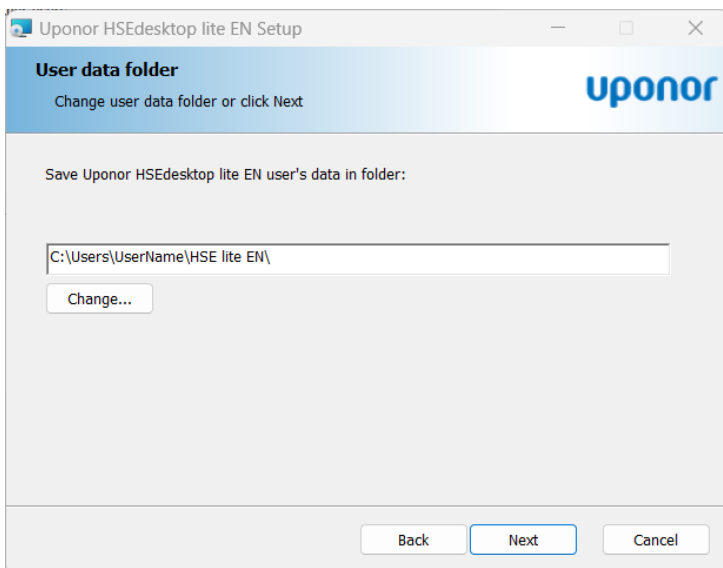 Uponor HSEdesktop lite EN Setup
User data folder
Change user data folder or click Next
uponor
Save Uponor HSEdesktop lite EN user's data in folder:
C:\Users\UserName\HSE lite EN\
Change...
Back
Next
Cancel